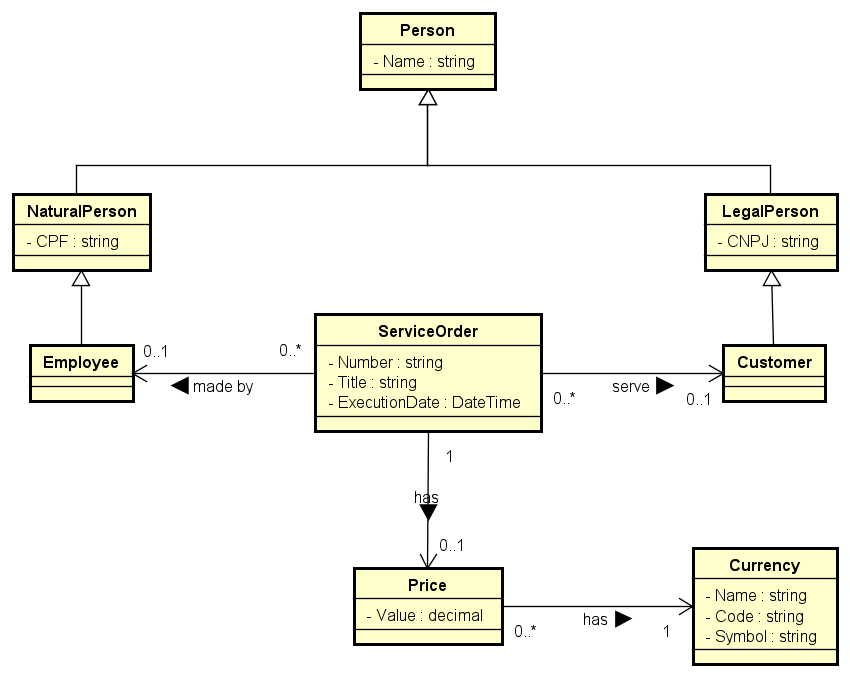 Person
- Name : string
NaturalPerson
- CPF : string
LegalPerson
- CNPJ : string
ServiceOrder
- Number : string
- Title : string
- ExecutionDate : DateTime
Employee
0..1
0..*
made by
Customer
serve
0..*
0..1
1
has
0..1
Price
- Value : decimal
0..*
has
1
Currency
- Name : string
- Code : string
- Symbol : string